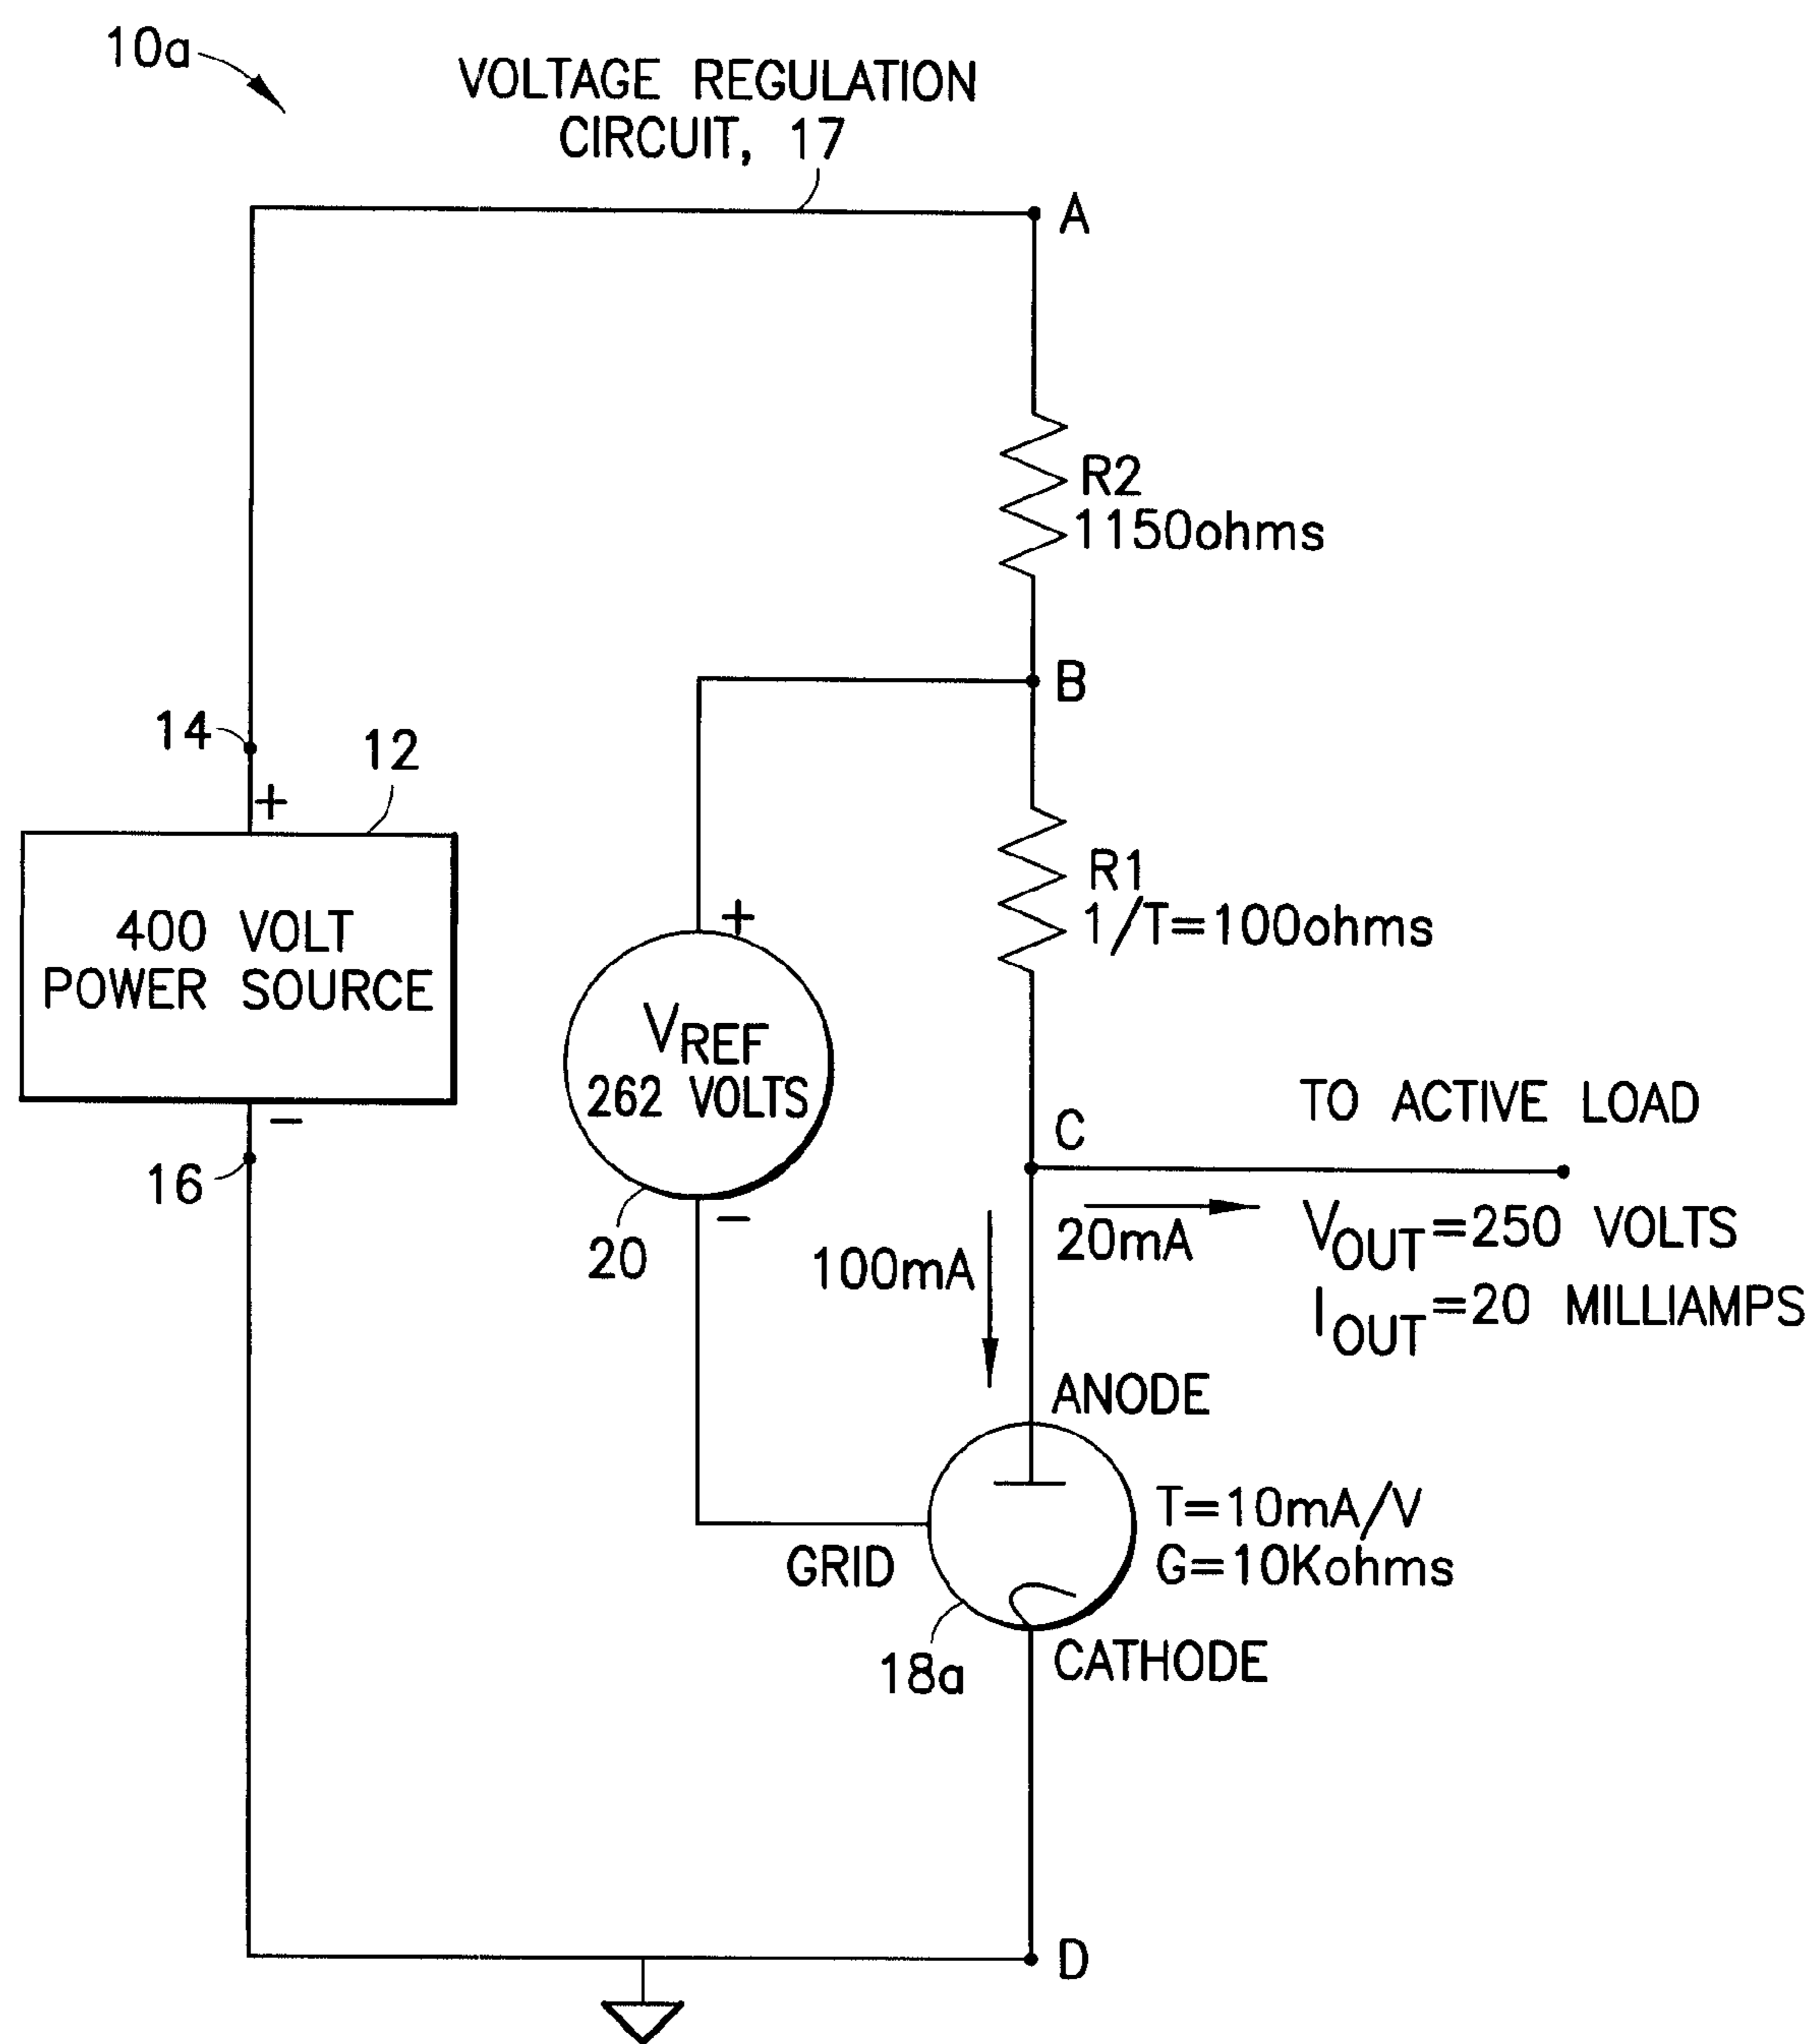 10a
VOLTAGE REGULATION
CIRCUIT, 17
A
R2
1150ohms
B
14
12
+
400 VOLT
POWER SOURCE
−
16
R1
1/T=100ohms
+
VREF
262 VOLTS
−
20
C
TO ACTIVE LOAD
20mA
100mA
VOUT=250 VOLTS
IOUT=20 MILLIAMPS
ANODE
T=10mA/V
G=10Kohms
GRID
18a
CATHODE
D